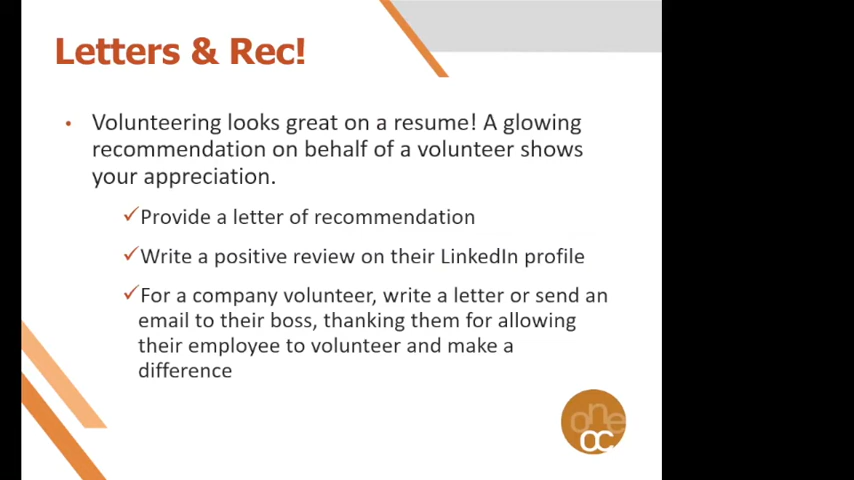 Letters & Rec!
• Volunteering looks great on a resume! A glowing
recommendation on behalf of a volunteer shows
your appreciation.
✓Provide a letter of recommendation
✓Write a positive review on their LinkedIn profile
✓For a company volunteer, write a letter or send an
email to their boss, thanking them for allowing
their employee to volunteer and make a
difference
one
OC